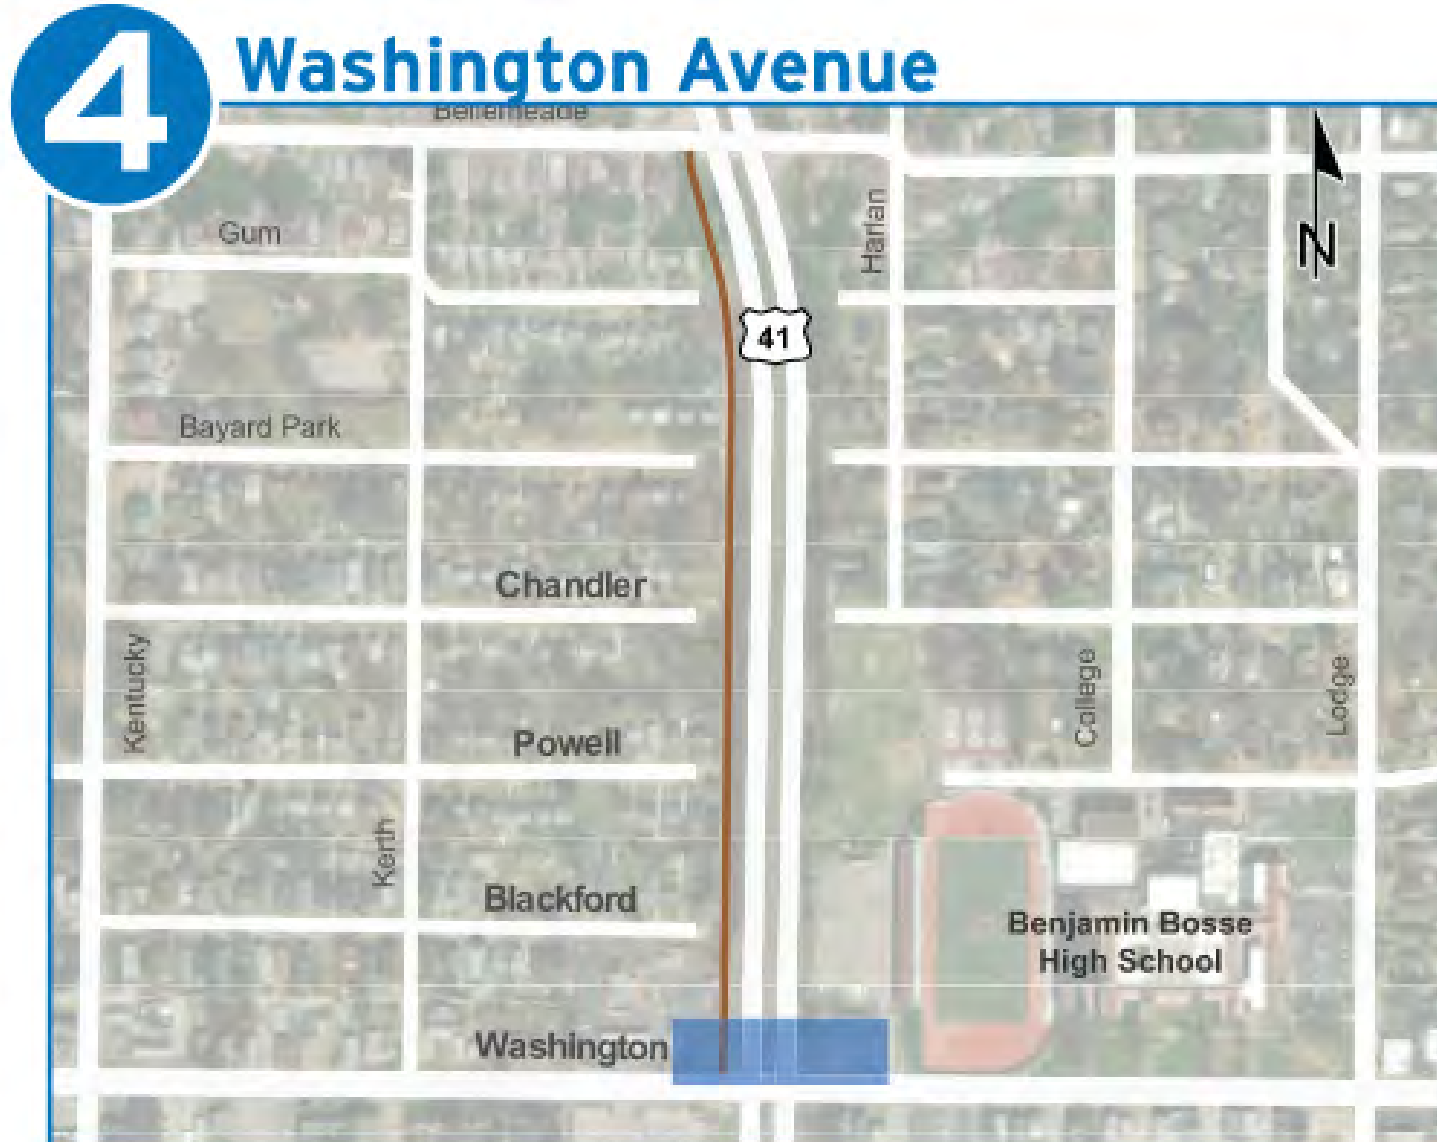 4 Washington Avenue
Bellemeade
Gum
Harlan
N
41
Bayard Park
Chandler
Kentucky
College
Lodge
Powell
Kerth
Blackford
Benjamin Bosse
High School
Washington